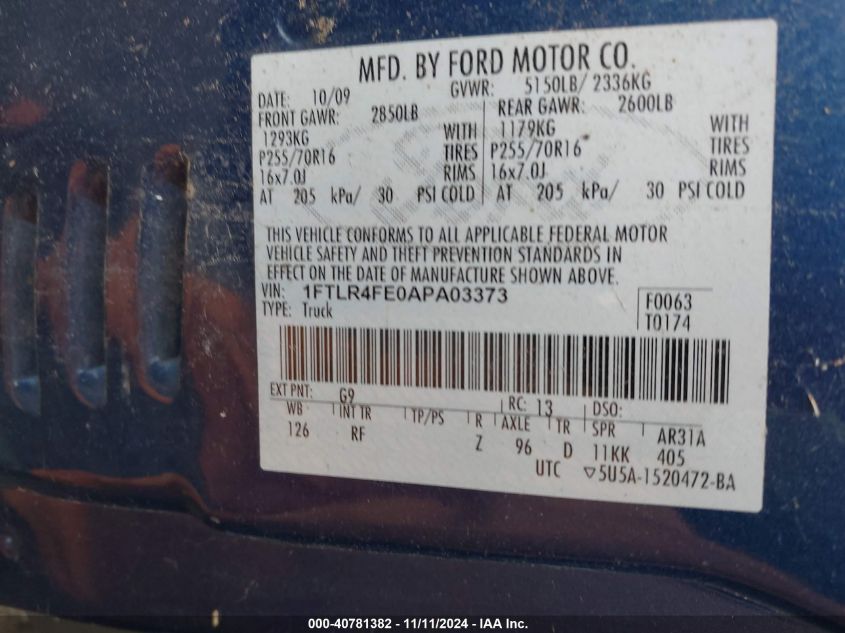 MFD. BY FORD MOTOR CO.
DATE: 10/09 GVWR: 5150LB/ 2336KG
FRONT GAWR: 2850LB REAR GAWR: 2600LB
1293KG WITH 1179KG WITH
P255/70R16 TIRES P255/70R16 TIRES
16x7.0J RIMS 16x7.0J RIMS
AT 205 kPa/ 30 PSI COLD AT 205 kPa/ 30 PSI COLD
THIS VEHICLE CONFORMS TO ALL APPLICABLE FEDERAL MOTOR
VEHICLE SAFETY AND THEFT PREVENTION STANDARDS IN
EFFECT ON THE DATE OF MANUFACTURE SHOWN ABOVE.
VIN: 1FTLR4FE0APA03373 F0063
TYPE: Truck T0174
EXT PNT: G9 RC: 13 DSO:
WB INT TR TP/PS R AXLE TR SPR AR31A
126 RF Z 96 D 11KK 405
UTC ▽5U5A-1520472-BA
000-40781382 - 11/11/2024 - IAA Inc.